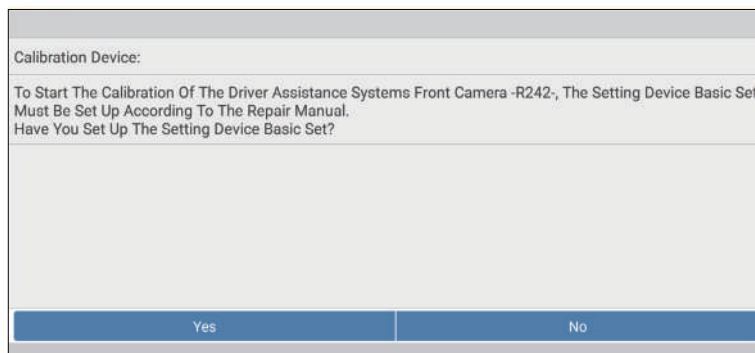 Calibration Device:
To Start The Calibration Of The Driver Assistance Systems Front Camera -R242-, The Setting Device Basic Set
Must Be Set Up According To The Repair Manual.
Have You Set Up The Setting Device Basic Set?
Yes
No